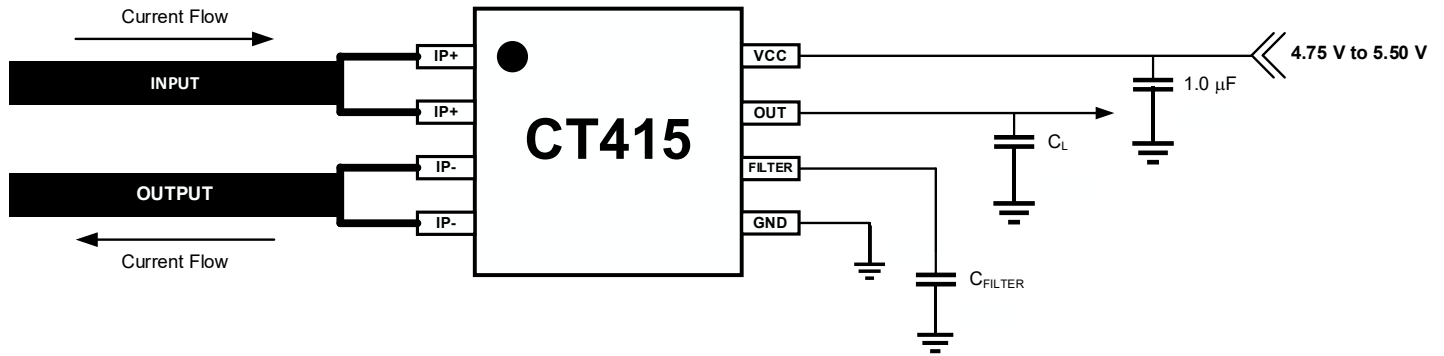 Current Flow
INPUT
OUTPUT
Current Flow
IP+
IP+
IP-
IP-
CT415
VCC
OUT
FILTER
GND
4.75 V to 5.50 V
1.0 µF
CL
CFILTER